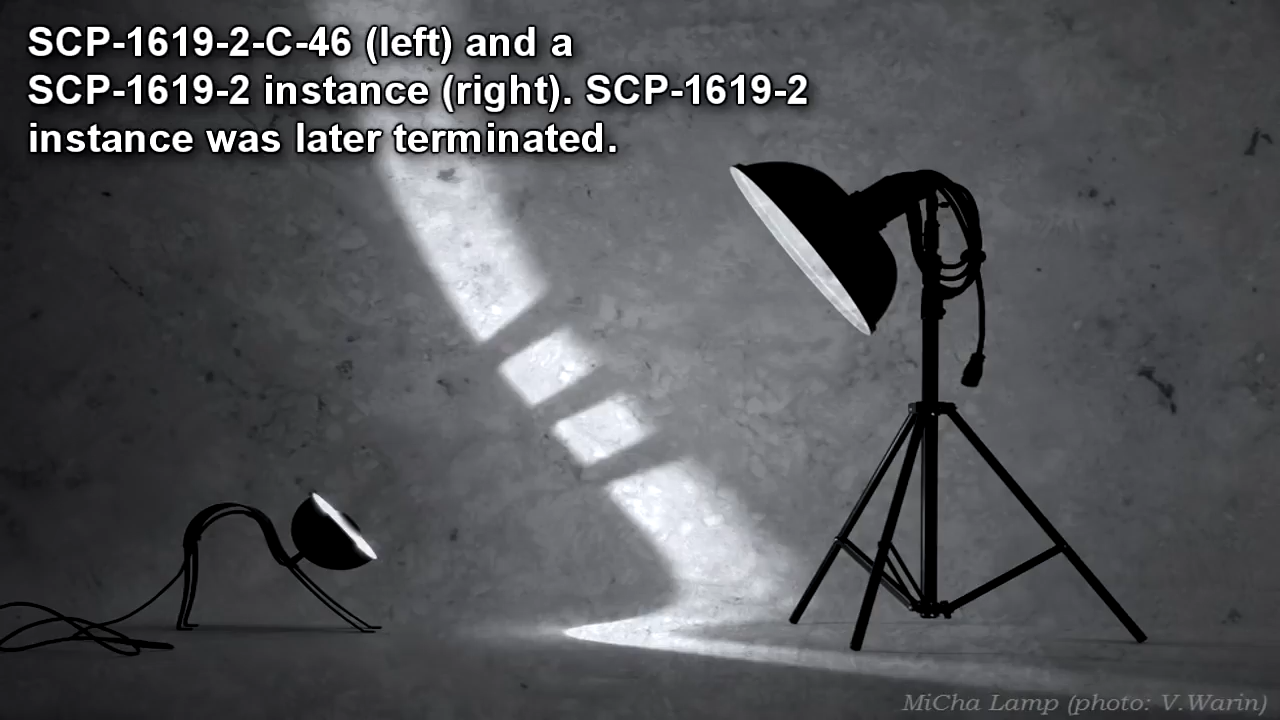 SCP-1619-2-C-46 (left) and a
SCP-1619-2 instance (right). SCP-1619-2
instance was later terminated.
MiCha Lamp (photo: V.Warin)